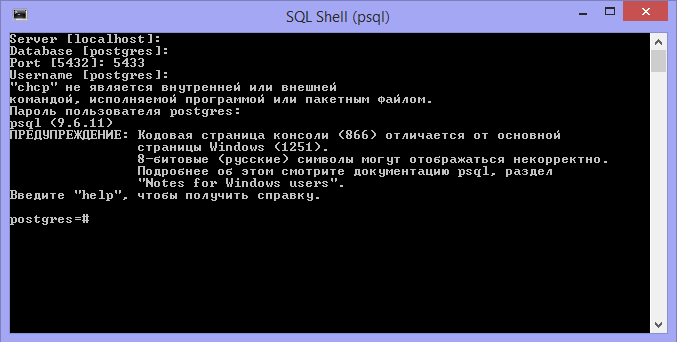 SQL Shell (psql)
Server [localhost]:
Database [postgres]:
Port [5432]: 5433
Username [postgres]:
"chcp" не является внутренней или внешней
командой, исполняемой программой или пакетным файлом.
Пароль пользователя postgres:
psql (9.6.11)
ПРЕДУПРЕЖДЕНИЕ: Кодовая страница консоли (866) отличается от основной
страницы Windows (1251).
8-битовые (русские) символы могут отображаться некорректно.
Подробнее об этом смотрите документацию psql, раздел
"Notes for Windows users".
Введите "help", чтобы получить справку.
postgres=#